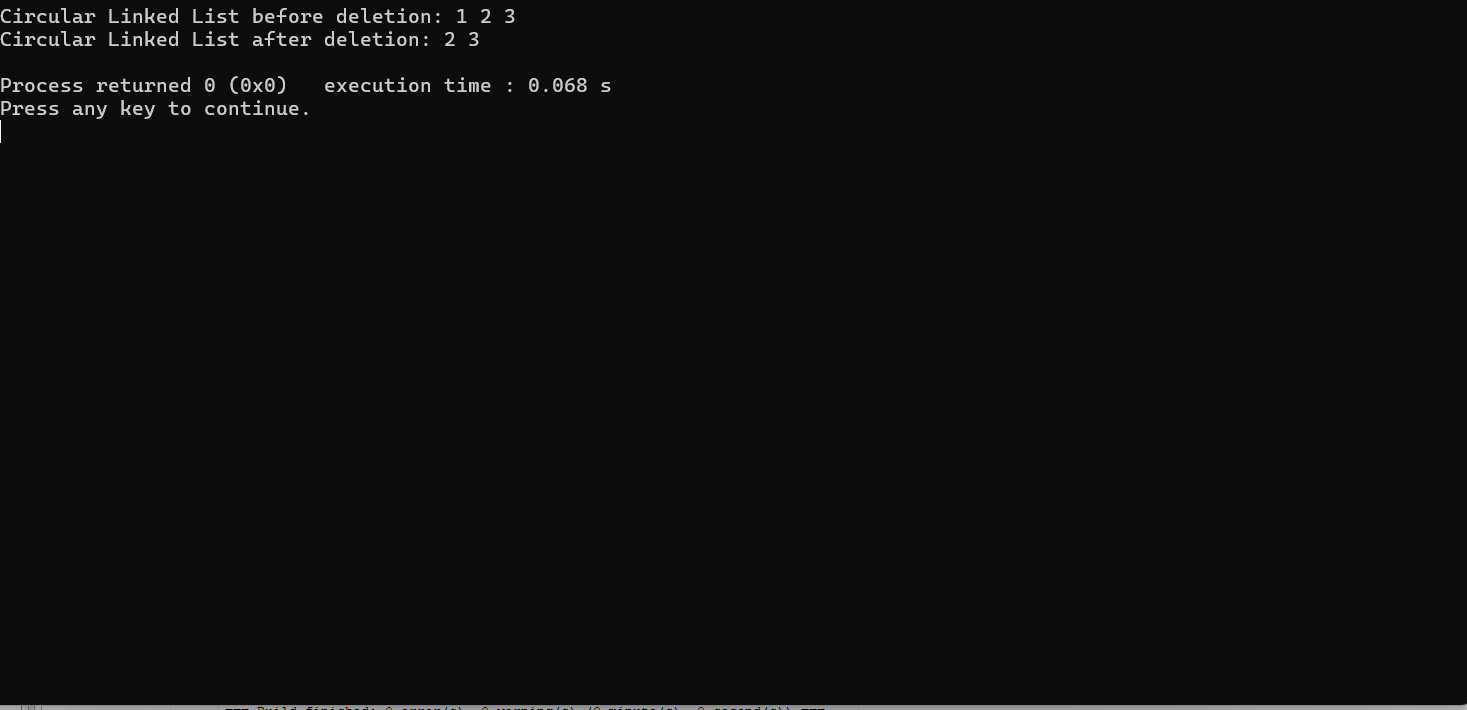 Circular Linked List before deletion: 1 2 3
Circular Linked List after deletion: 2 3
Process returned 0 (0x0)   execution time : 0.068 s
Press any key to continue.